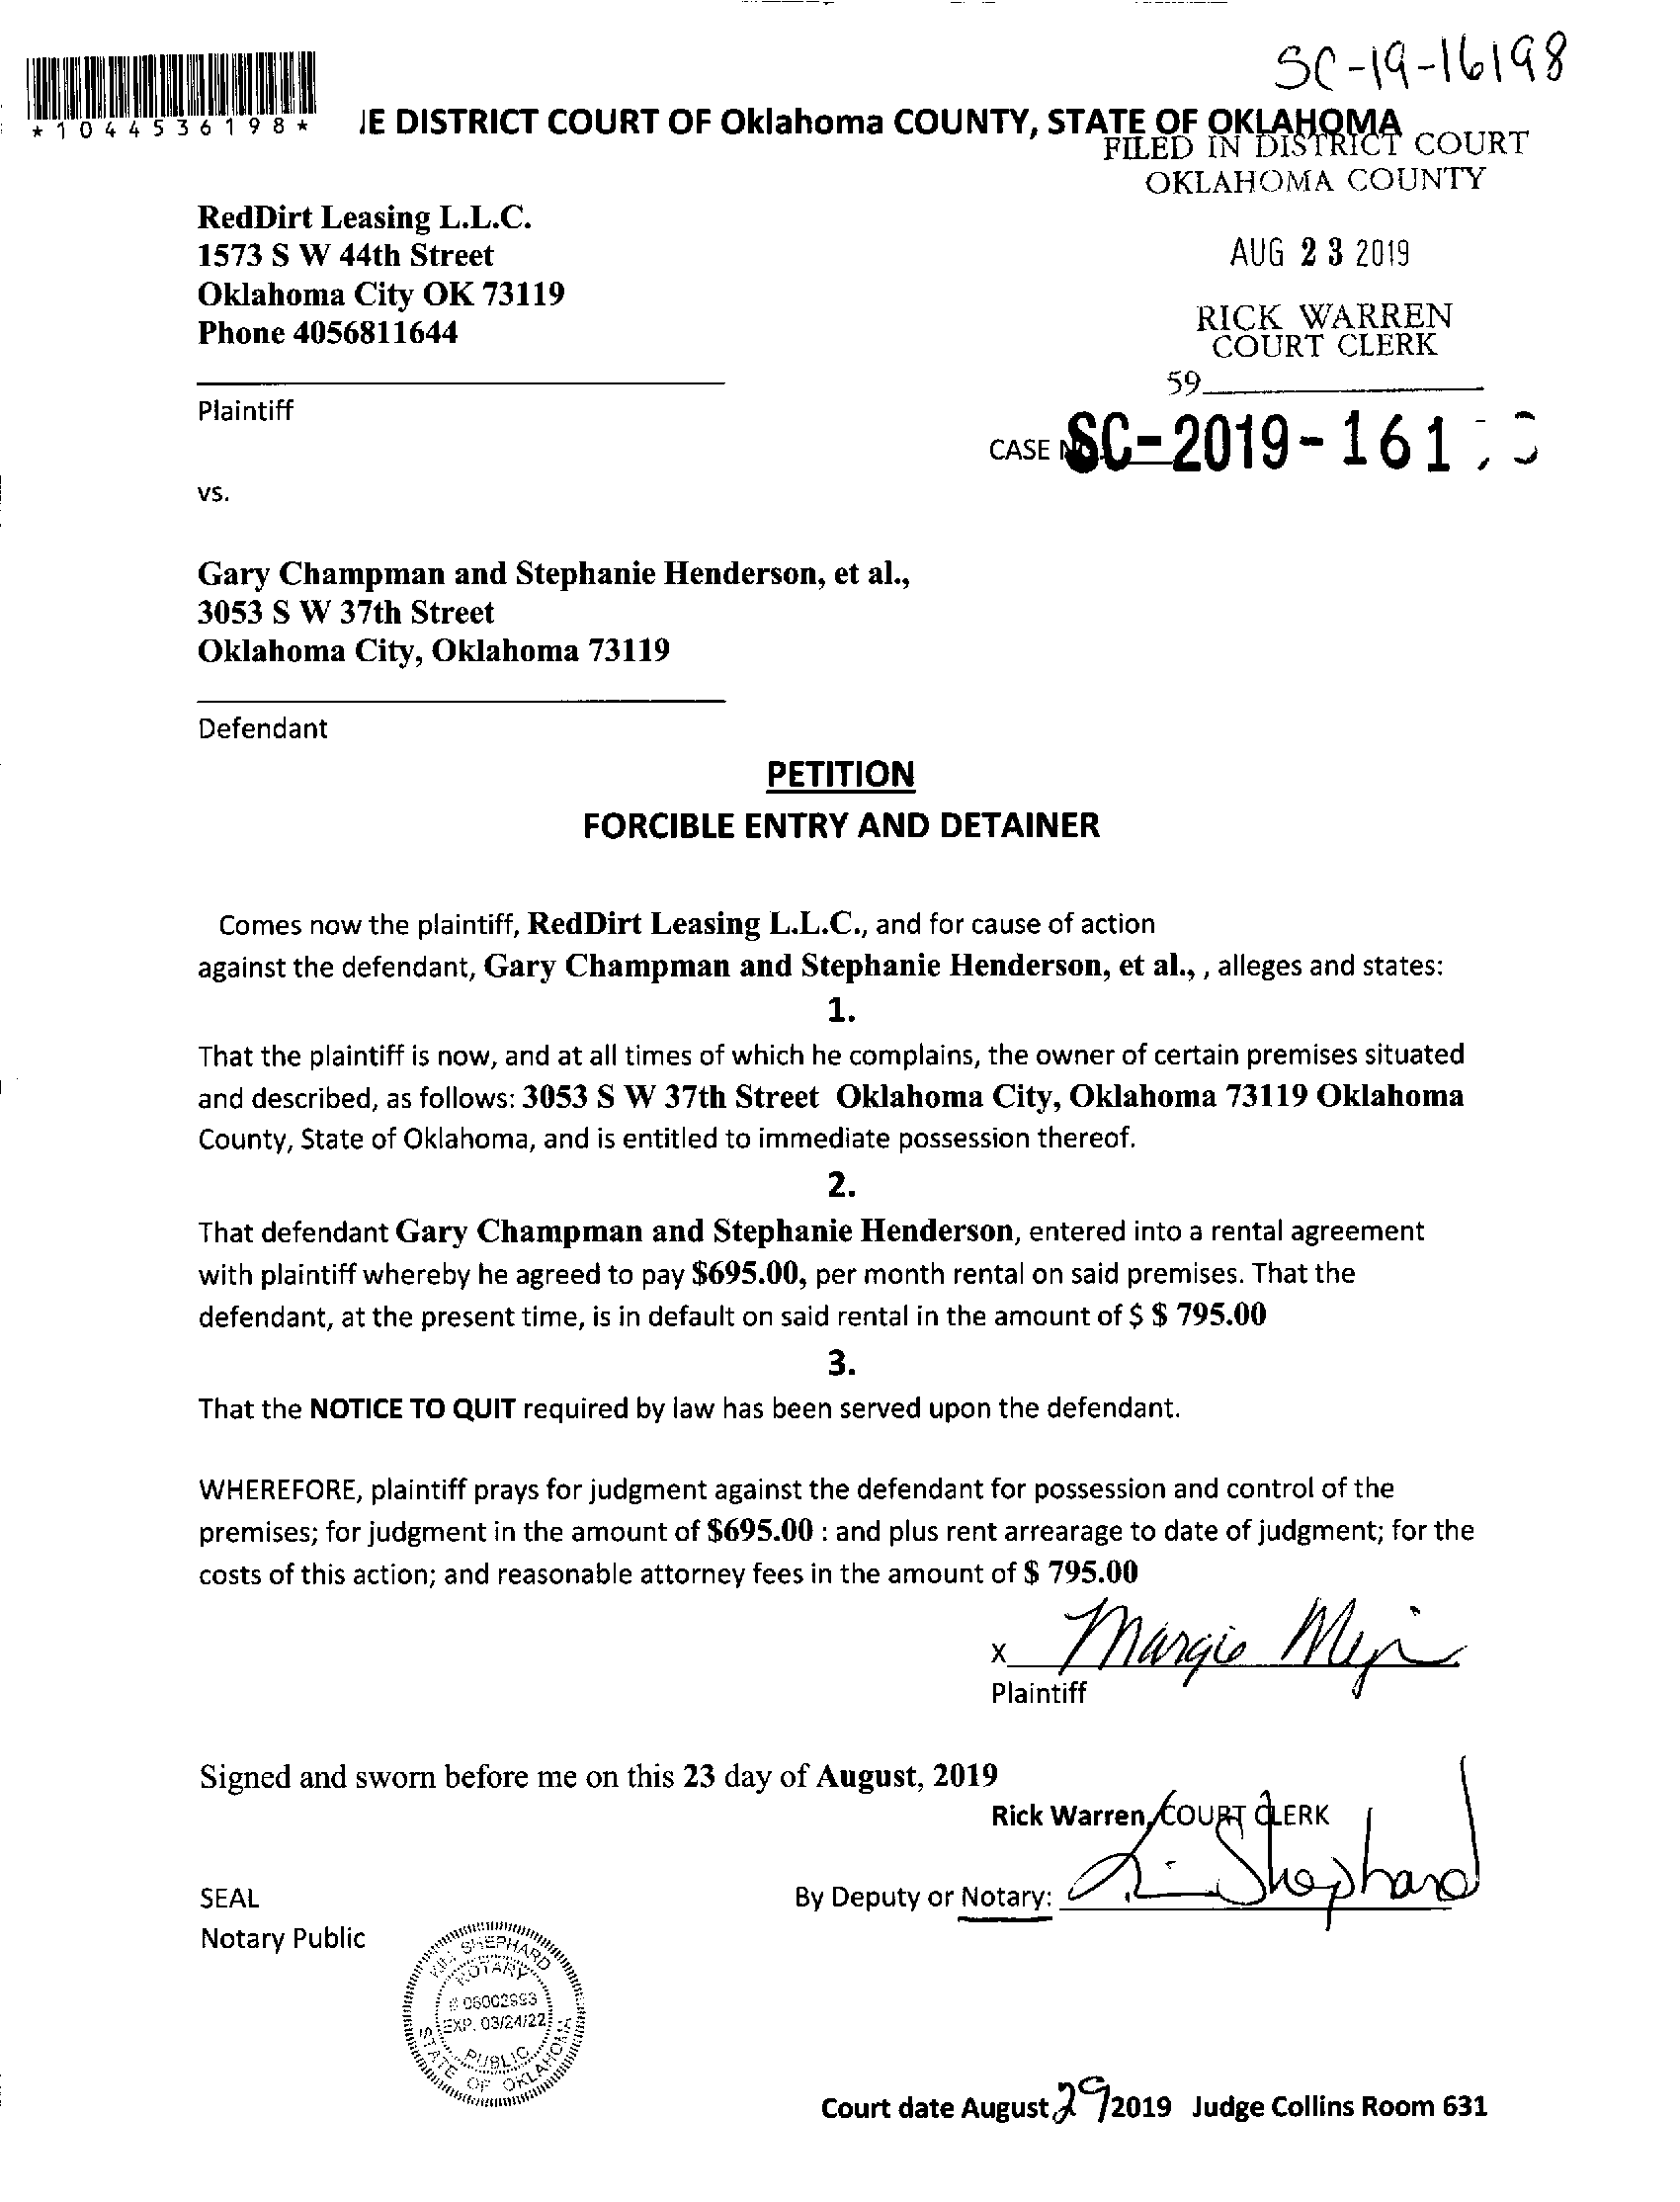 SC-19-16198
*1044536198*
IE DISTRICT COURT OF Oklahoma COUNTY, STATE OF OKLAHOMA
FILED IN DISTRICT COURT
OKLAHOMA COUNTY
RedDirt Leasing L.L.C.
1573 S W 44th Street
Oklahoma City OK 73119
Phone 4056811644
AUG 23 2019
RICK WARREN
COURT CLERK
59
Plaintiff
CASE SC-2019-161
vs.
Gary Champman and Stephanie Henderson, et al.,
3053 S W 37th Street
Oklahoma City, Oklahoma 73119
Defendant
PETITION
FORCIBLE ENTRY AND DETAINER
Comes now the plaintiff, RedDirt Leasing L.L.C., and for cause of action
against the defendant, Gary Champman and Stephanie Henderson, et al., , alleges and states:
1.
That the plaintiff is now, and at all times of which he complains, the owner of certain premises situated
and described, as follows: 3053 S W 37th Street Oklahoma City, Oklahoma 73119 Oklahoma
County, State of Oklahoma, and is entitled to immediate possession thereof.
2.
That defendant Gary Champman and Stephanie Henderson, entered into a rental agreement
with plaintiff whereby he agreed to pay $695.00, per month rental on said premises. That the
defendant, at the present time, is in default on said rental in the amount of $ $ 795.00
3.
That the NOTICE TO QUIT required by law has been served upon the defendant.
WHEREFORE, plaintiff prays for judgment against the defendant for possession and control of the
premises; for judgment in the amount of $695.00 : and plus rent arrearage to date of judgment; for the
costs of this action; and reasonable attorney fees in the amount of $ 795.00
x Margie
Plaintiff
Signed and sworn before me on this 23 day of August, 2019
Rick Warren, COURT CLERK
SEAL
By Deputy or Notary: Shephard
Notary Public
KIM SHEPHARD
NOTARY
# 06002993
EXP. 03/24/22
PUBLIC
STATE OF OKLAHOMA
Court date August 29 /2019 Judge Collins Room 631